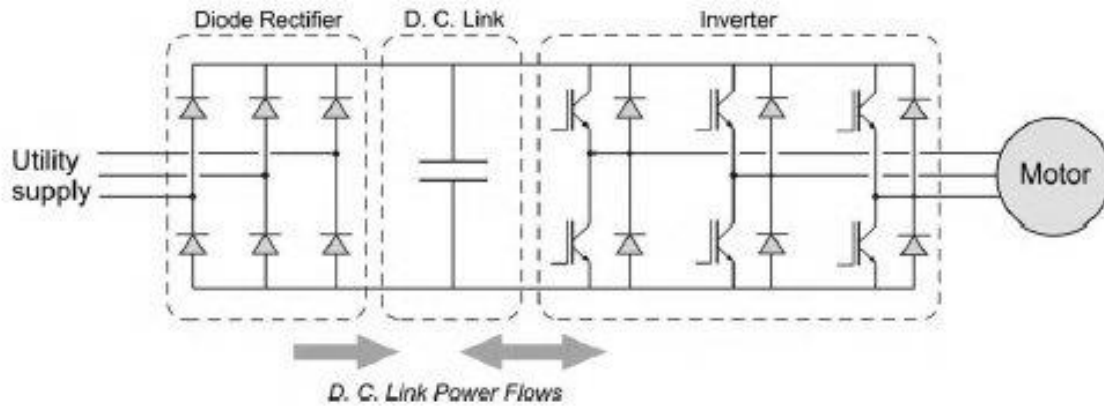 Diode Rectifier
D. C. Link
Inverter
Utility
supply
Motor
D. C. Link Power Flows